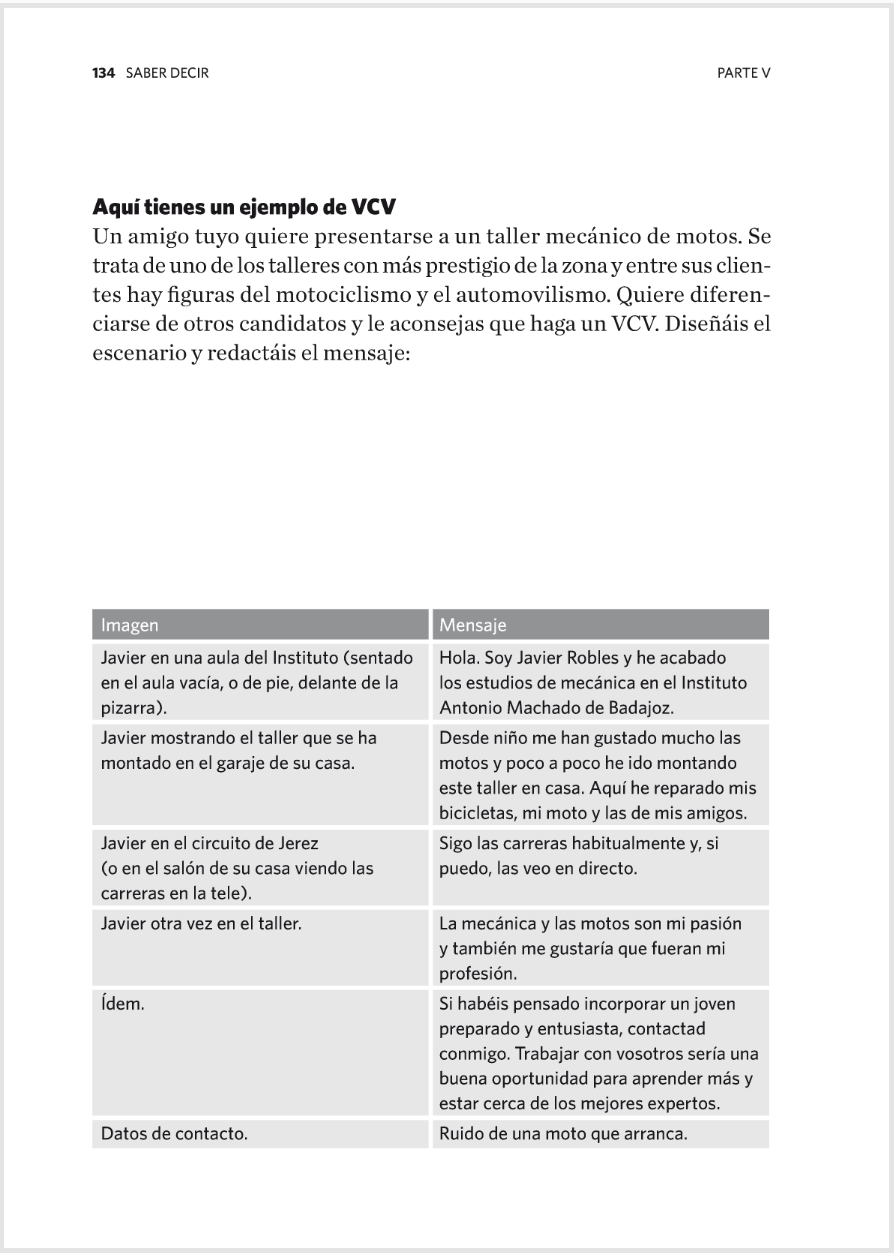 134 SABER DECIR
PARTE V
Aquí tienes un ejemplo de VCV
Un amigo tuyo quiere presentarse a un taller mecánico de motos. Se
trata de uno de los talleres con más prestigio de la zona y entre sus clien-
tes hay figuras del motociclismo y el automovilismo. Quiere diferen-
ciarse de otros candidatos y le aconsejas que haga un VCV. Diseñáis el
escenario y redactáis el mensaje:
Imagen
Mensaje
Javier en una aula del Instituto (sentado
en el aula vacía, o de pie, delante de la
pizarra).
Hola. Soy Javier Robles y he acabado
los estudios de mecánica en el Instituto
Antonio Machado de Badajoz.
Javier mostrando el taller que se ha
montado en el garaje de su casa.
Desde niño me han gustado mucho las
motos y poco a poco he ido montando
este taller en casa. Aquí he reparado mis
bicicletas, mi moto y las de mis amigos.
Javier en el circuito de Jerez
(o en el salón de su casa viendo las
carreras en la tele).
Sigo las carreras habitualmente y, si
puedo, las veo en directo.
Javier otra vez en el taller.
La mecánica y las motos son mi pasión
y también me gustaría que fueran mi
profesión.
Ídem.
Si habéis pensado incorporar un joven
preparado y entusiasta, contactad
conmigo. Trabajar con vosotros sería una
buena oportunidad para aprender más y
estar cerca de los mejores expertos.
Datos de contacto.
Ruido de una moto que arranca.